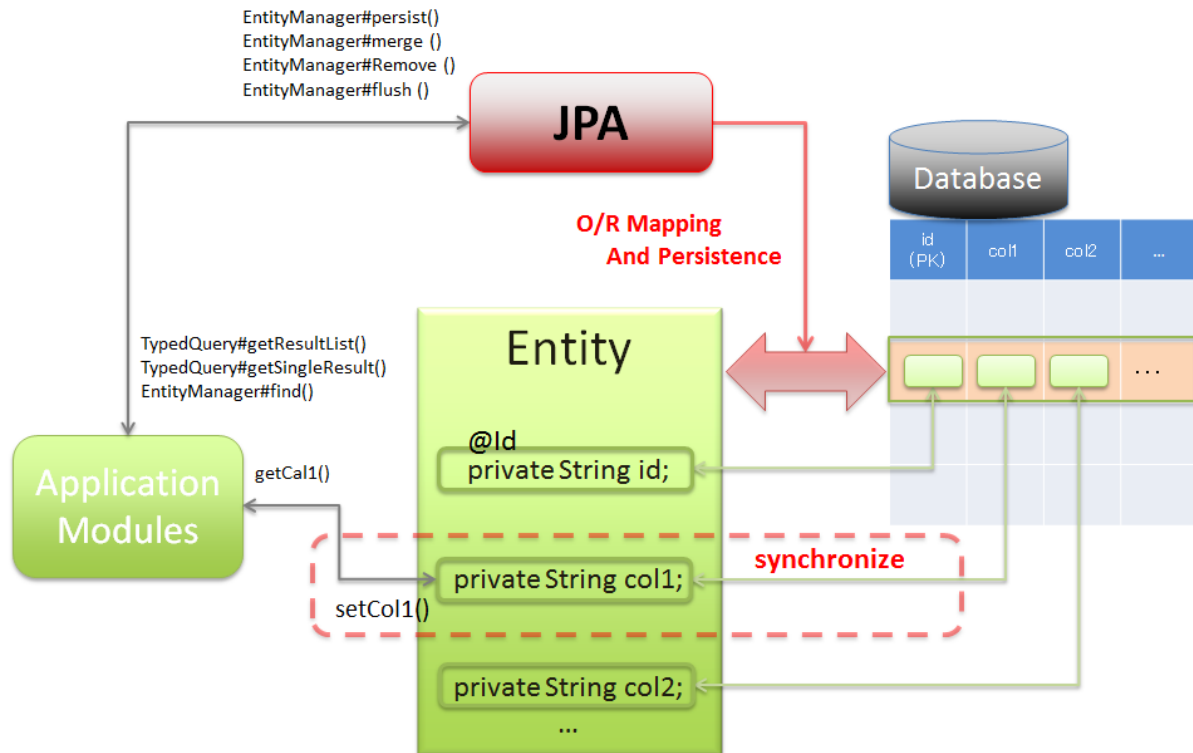 EntityManager#persist()
EntityManager#merge ()
EntityManager#Remove ()
EntityManager#flush ()
JPA
Database
O/R Mapping
And Persistence
id
(PK)
col1
col2
...
TypedQuery#getResultList()
TypedQuery#getSingleResult()
EntityManager#find()
Entity
...
@Id
private String id;
Application
Modules
getCal1()
synchronize
private String col1;
setCol1()
private String col2;
...